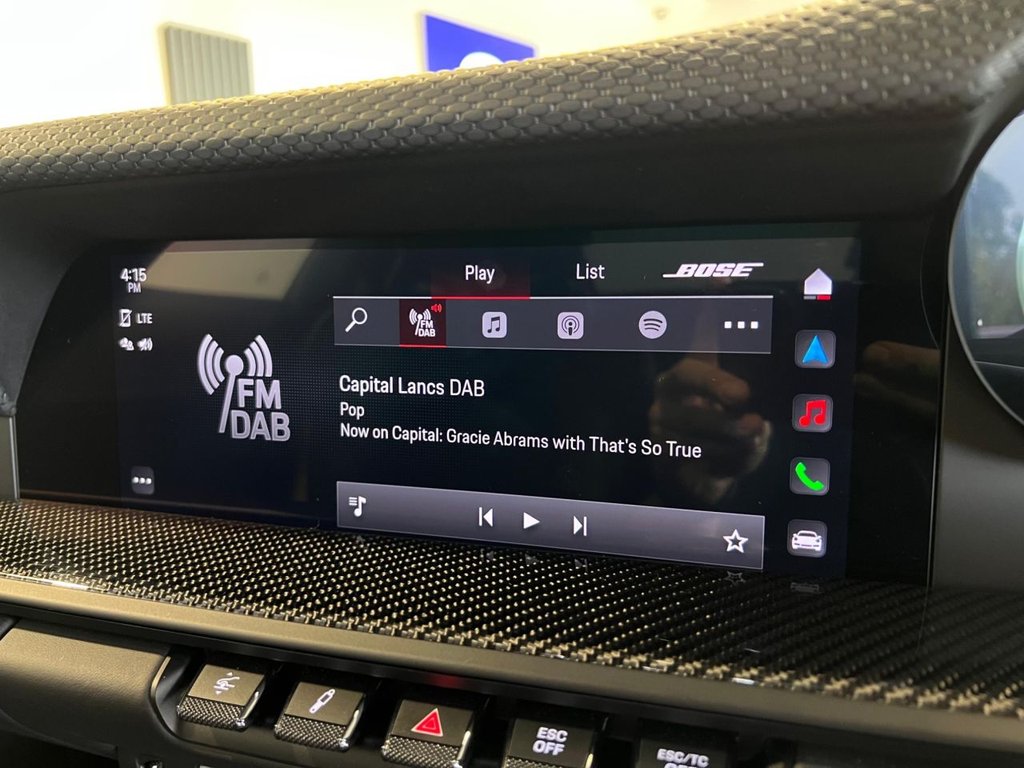 4:15
PM
Play
List
BOSE
LTE
FM
DAB
FM
DAB
Capital Lancs DAB
Pop
Now on Capital: Gracie Abrams with That's So True
ESC
OFF
ESC/TC